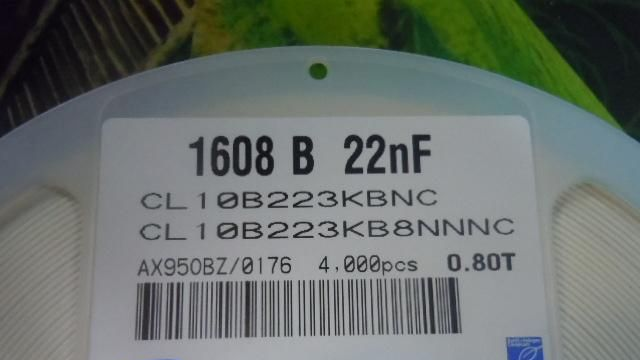 1608 B 22nF
CL10B223KBNC
CL10B223KB8NNNC
AX950BZ/0176 4,000pcs 0.80T